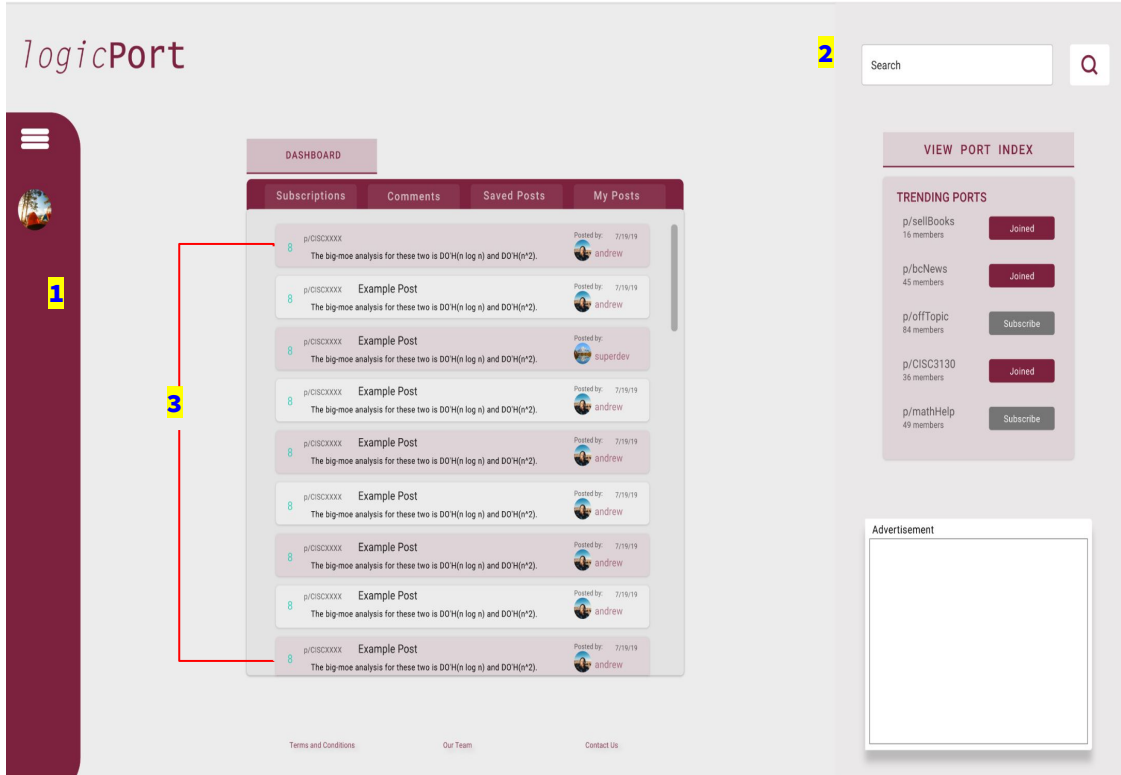 logicPort
2
Search
1
3
DASHBOARD
Subscriptions Comments Saved Posts My Posts
8 p/CISCXXXX Posted by: 7/19/19
The big-moe analysis for these two is DO'H(n log n) and DO'H(n^2). andrew
8 p/CISCXXXX Example Post Posted by: 7/19/19
The big-moe analysis for these two is DO'H(n log n) and DO'H(n^2). andrew
8 p/CISCXXXX Example Post Posted by:
The big-moe analysis for these two is DO'H(n log n) and DO'H(n^2). superdev
8 p/CISCXXXX Example Post Posted by: 7/19/19
The big-moe analysis for these two is DO'H(n log n) and DO'H(n^2). andrew
8 p/CISCXXXX Example Post Posted by: 7/19/19
The big-moe analysis for these two is DO'H(n log n) and DO'H(n^2). andrew
8 p/CISCXXXX Example Post Posted by: 7/19/19
The big-moe analysis for these two is DO'H(n log n) and DO'H(n^2). andrew
8 p/CISCXXXX Example Post Posted by: 7/19/19
The big-moe analysis for these two is DO'H(n log n) and DO'H(n^2). andrew
8 p/CISCXXXX Example Post Posted by: 7/19/19
The big-moe analysis for these two is DO'H(n log n) and DO'H(n^2). andrew
8 p/CISCXXXX Example Post Posted by: 7/19/19
The big-moe analysis for these two is DO'H(n log n) and DO'H(n^2). andrew
VIEW PORT INDEX
TRENDING PORTS
p/sellBooks
16 members
Joined
p/bcNews
45 members
Joined
p/offTopic
84 members
Subscribe
p/CISC3130
36 members
Joined
p/mathHelp
49 members
Subscribe
Advertisement
Terms and Conditions Our Team Contact Us